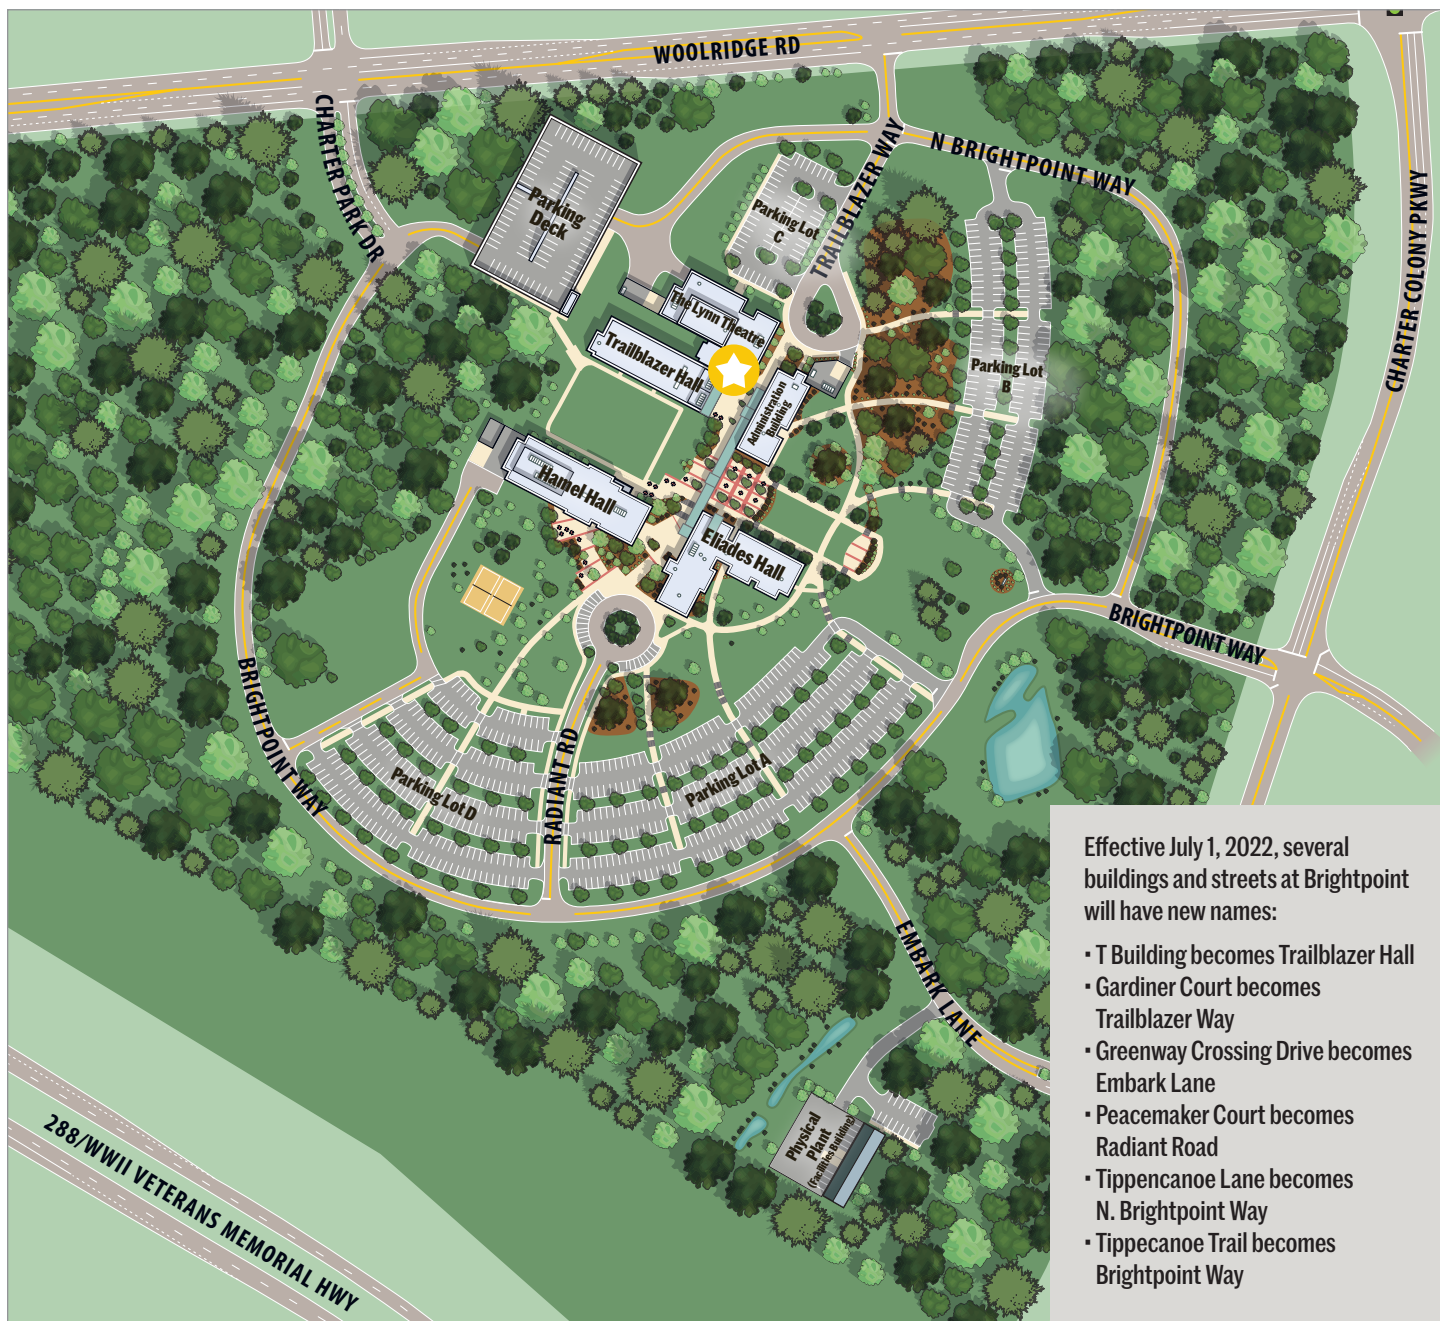 WOOLRIDGE RD
CHARTER PARK DR
TRAILBLAZER WAY
N BRIGHTPOINT WAY
CHARTER COLONY PKWY
Parking
Deck
Parking Lot
C
The Lynn Theatre
Trailblazer Hall
Administration
Building
Parking Lot
B
Hamel Hall
Eliades Hall
BRIGHTPOINT WAY
BRIGHTPOINT WAY
Parking Lot D
RADIANT RD
Parking Lot A
EMBARK LANE
Physical
Plant
(Facilities Building)
288/WWII VETERANS MEMORIAL HWY
Effective July 1, 2022, several
buildings and streets at Brightpoint
will have new names:
· T Building becomes Trailblazer Hall
· Gardiner Court becomes
Trailblazer Way
· Greenway Crossing Drive becomes
Embark Lane
· Peacemaker Court becomes
Radiant Road
· Tippencanoe Lane becomes
N. Brightpoint Way
· Tippecanoe Trail becomes
Brightpoint Way